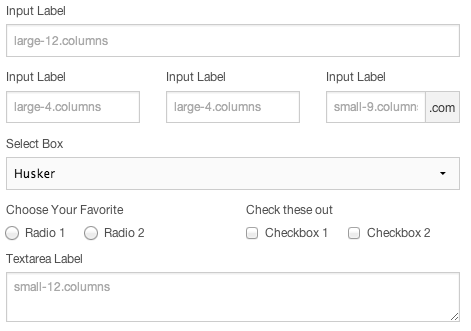 Input Label
large-12.columns
Input Label Input Label Input Label
large-4.columns large-4.columns small-9.column .com
Select Box
Husker
Choose Your Favorite Check these out
Radio 1 Radio 2 Checkbox 1 Checkbox 2
Textarea Label
small-12.columns